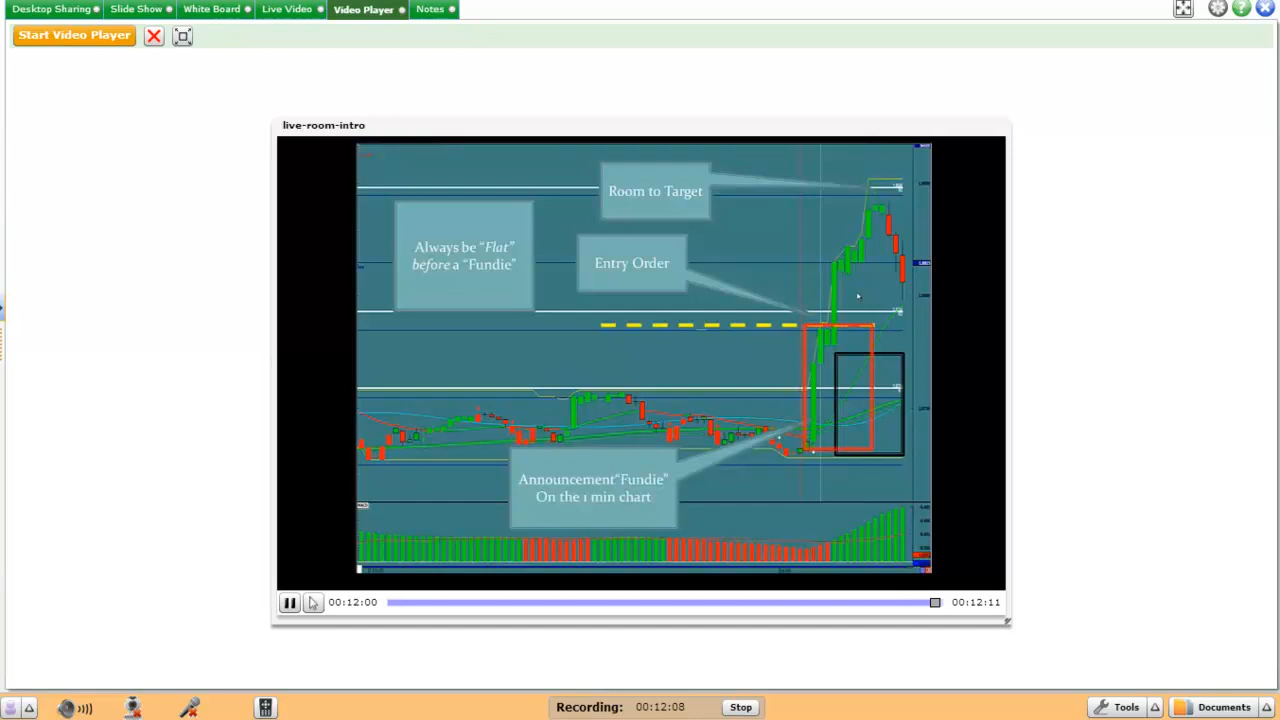 Desktop Sharing
Slide Show
White Board
Live Video
Video Player
Notes
Start Video Player
live-room-intro
Room to Target
Always be “Flat”
before a “Fundie”
Entry Order
Announcement“Fundie”
On the 1 min chart
00:12:00
00:12:11
Recording: 00:12:08 Stop
Tools
Documents